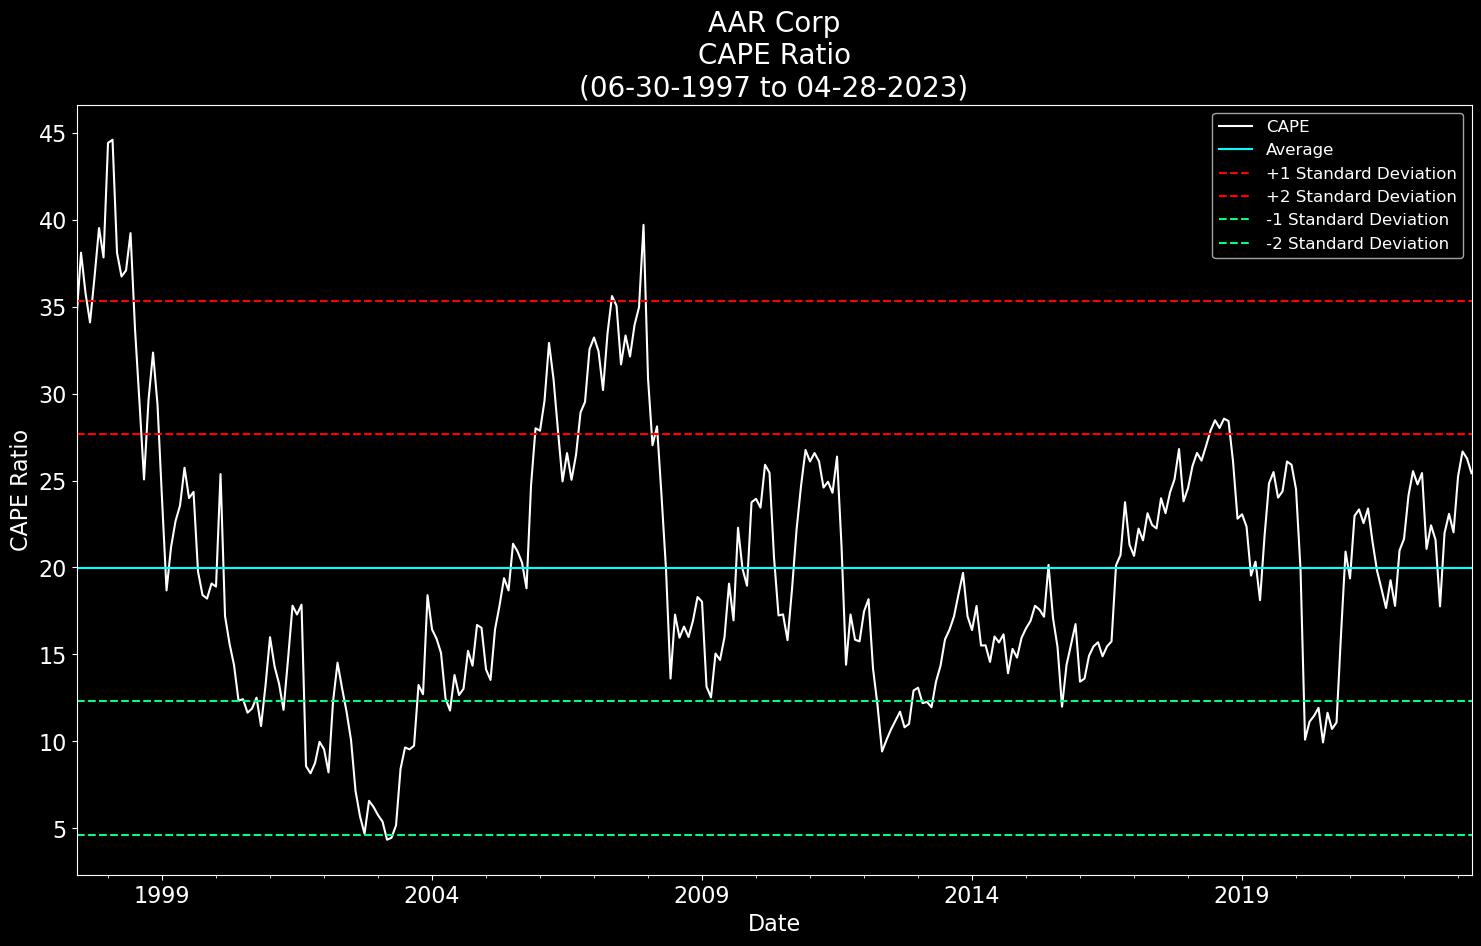 AAR Corp
CAPE Ratio
(06-30-1997 to 04-28-2023)
CAPE
Average
+1 Standard Deviation
+2 Standard Deviation
-1 Standard Deviation
-2 Standard Deviation
CAPE Ratio
45
40
35
30
25
20
15
10
5
1999 2004 2009 2014 2019
Date